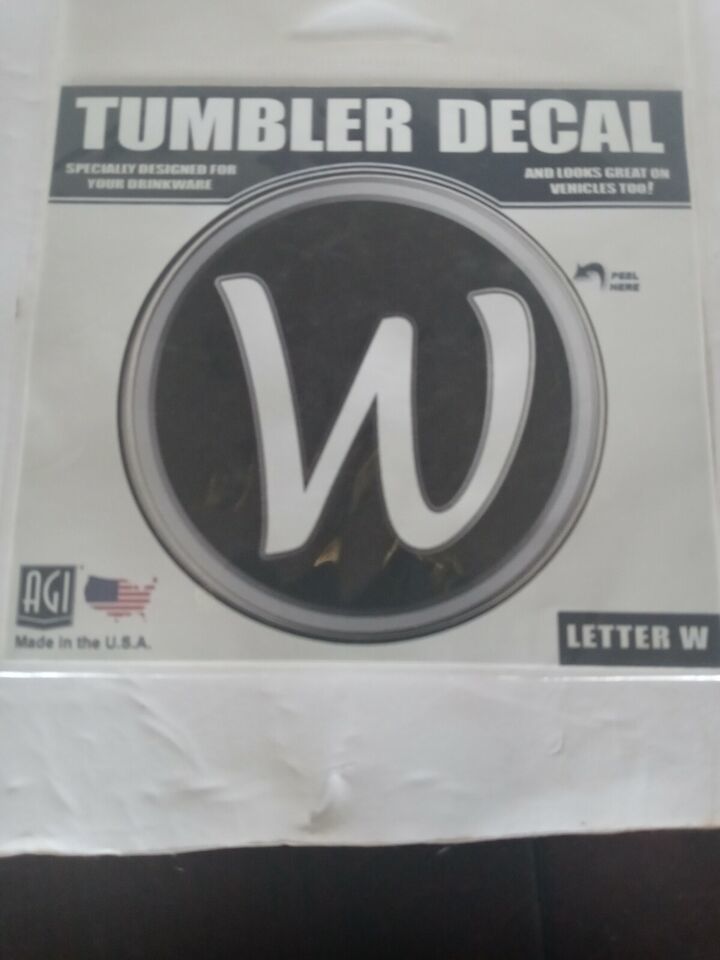 TUMBLER DECAL
SPECIALLY DESIGNED FOR
YOUR DRINKWARE
AND LOOKS GREAT ON
VEHICLES TOO!
PEEL
HERE
W
AGI
Made in the U.S.A.
LETTER W